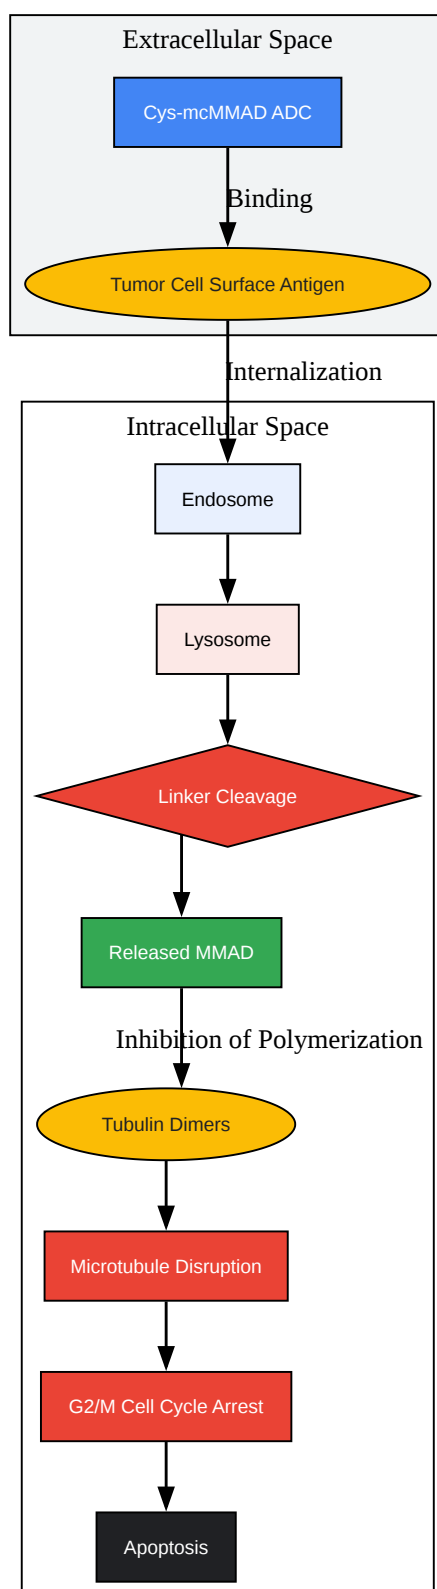 Extracellular Space
Cys-mcMMAD ADC
Binding
Tumor Cell Surface Antigen
Internalization
Intracellular Space
Endosome
Lysosome
Linker Cleavage
Released MMAD
Inhibition of Polymerization
Tubulin Dimers
Microtubule Disruption
G2/M Cell Cycle Arrest
Apoptosis